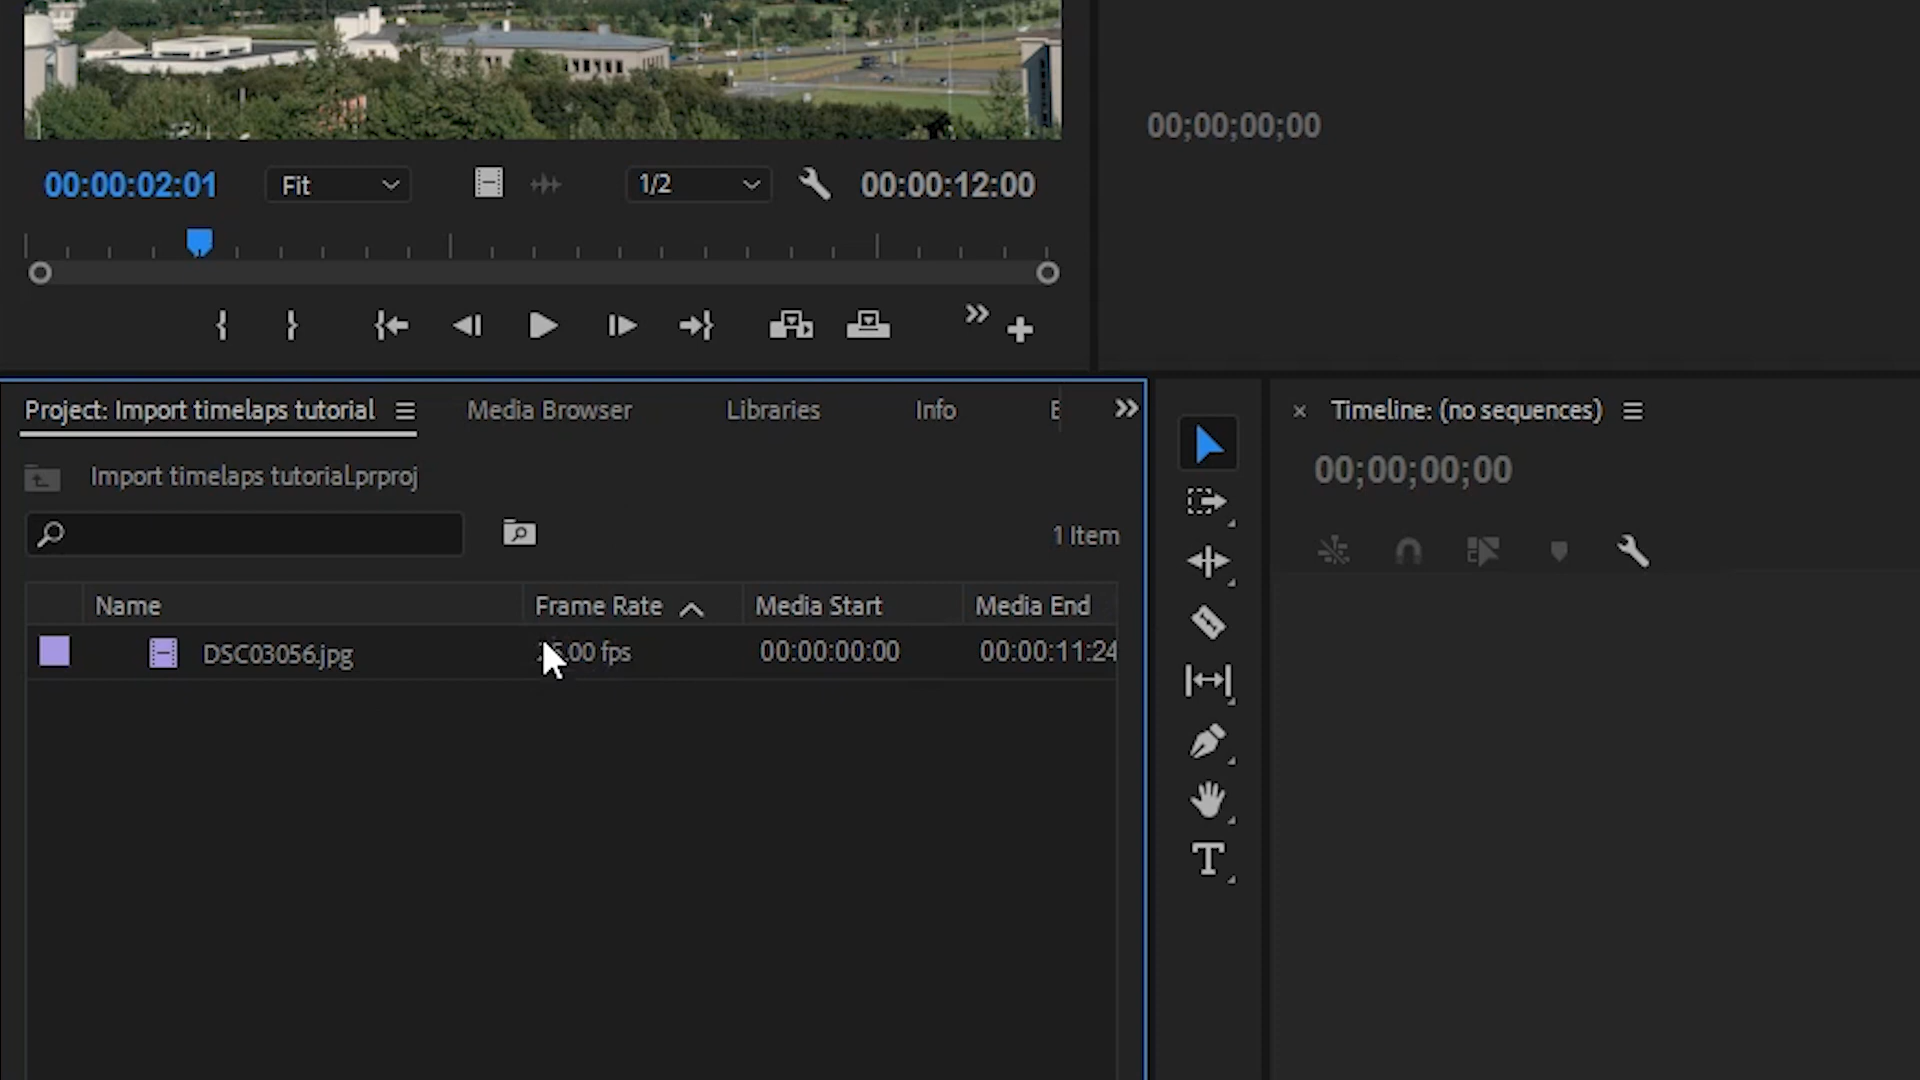 00;00;00;00
00:00:02:01 Fit 1/2 00:00:12:00
Project: Import timelaps tutorial Media Browser Libraries Info
Timeline: (no sequences)
00;00;00;00
Import timelaps tutorial.prproj
1 Item
Name Frame Rate Media Start Media End
DSC03056.jpg .00 fps 00:00:00:00 00:00:11:24
T